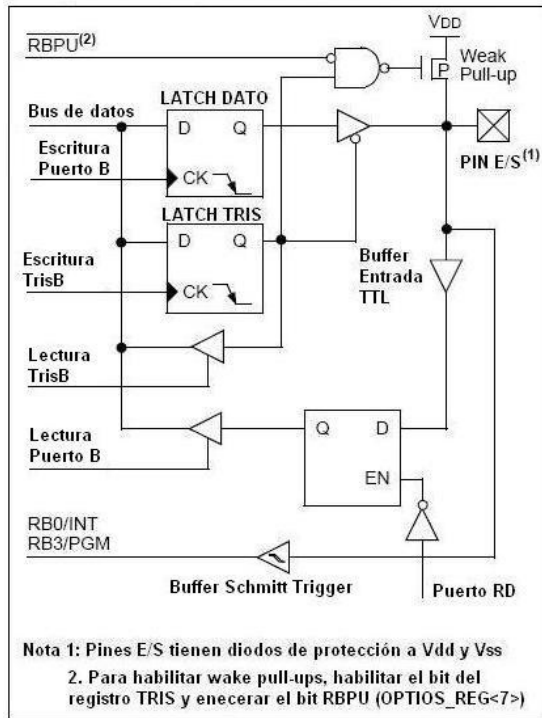 VDD
RBPU(2)
Weak
Pull-up
P
LATCH DATO
Bus de datos
D Q
PIN E/S(1)
Escritura
Puerto B
CK
LATCH TRIS
D Q
Buffer
Entrada
TTL
Escritura
TrisB
CK
Lectura
TrisB
Q D
Lectura
Puerto B
EN
RB0/INT
RB3/PGM
Buffer Schmitt Trigger
Puerto RD
Nota 1: Pines E/S tienen diodos de protección a Vdd y Vss
2. Para habilitar wake pull-ups, habilitar el bit del
registro TRIS y enecerar el bit RBPU (OPTIOS_REG<7>)